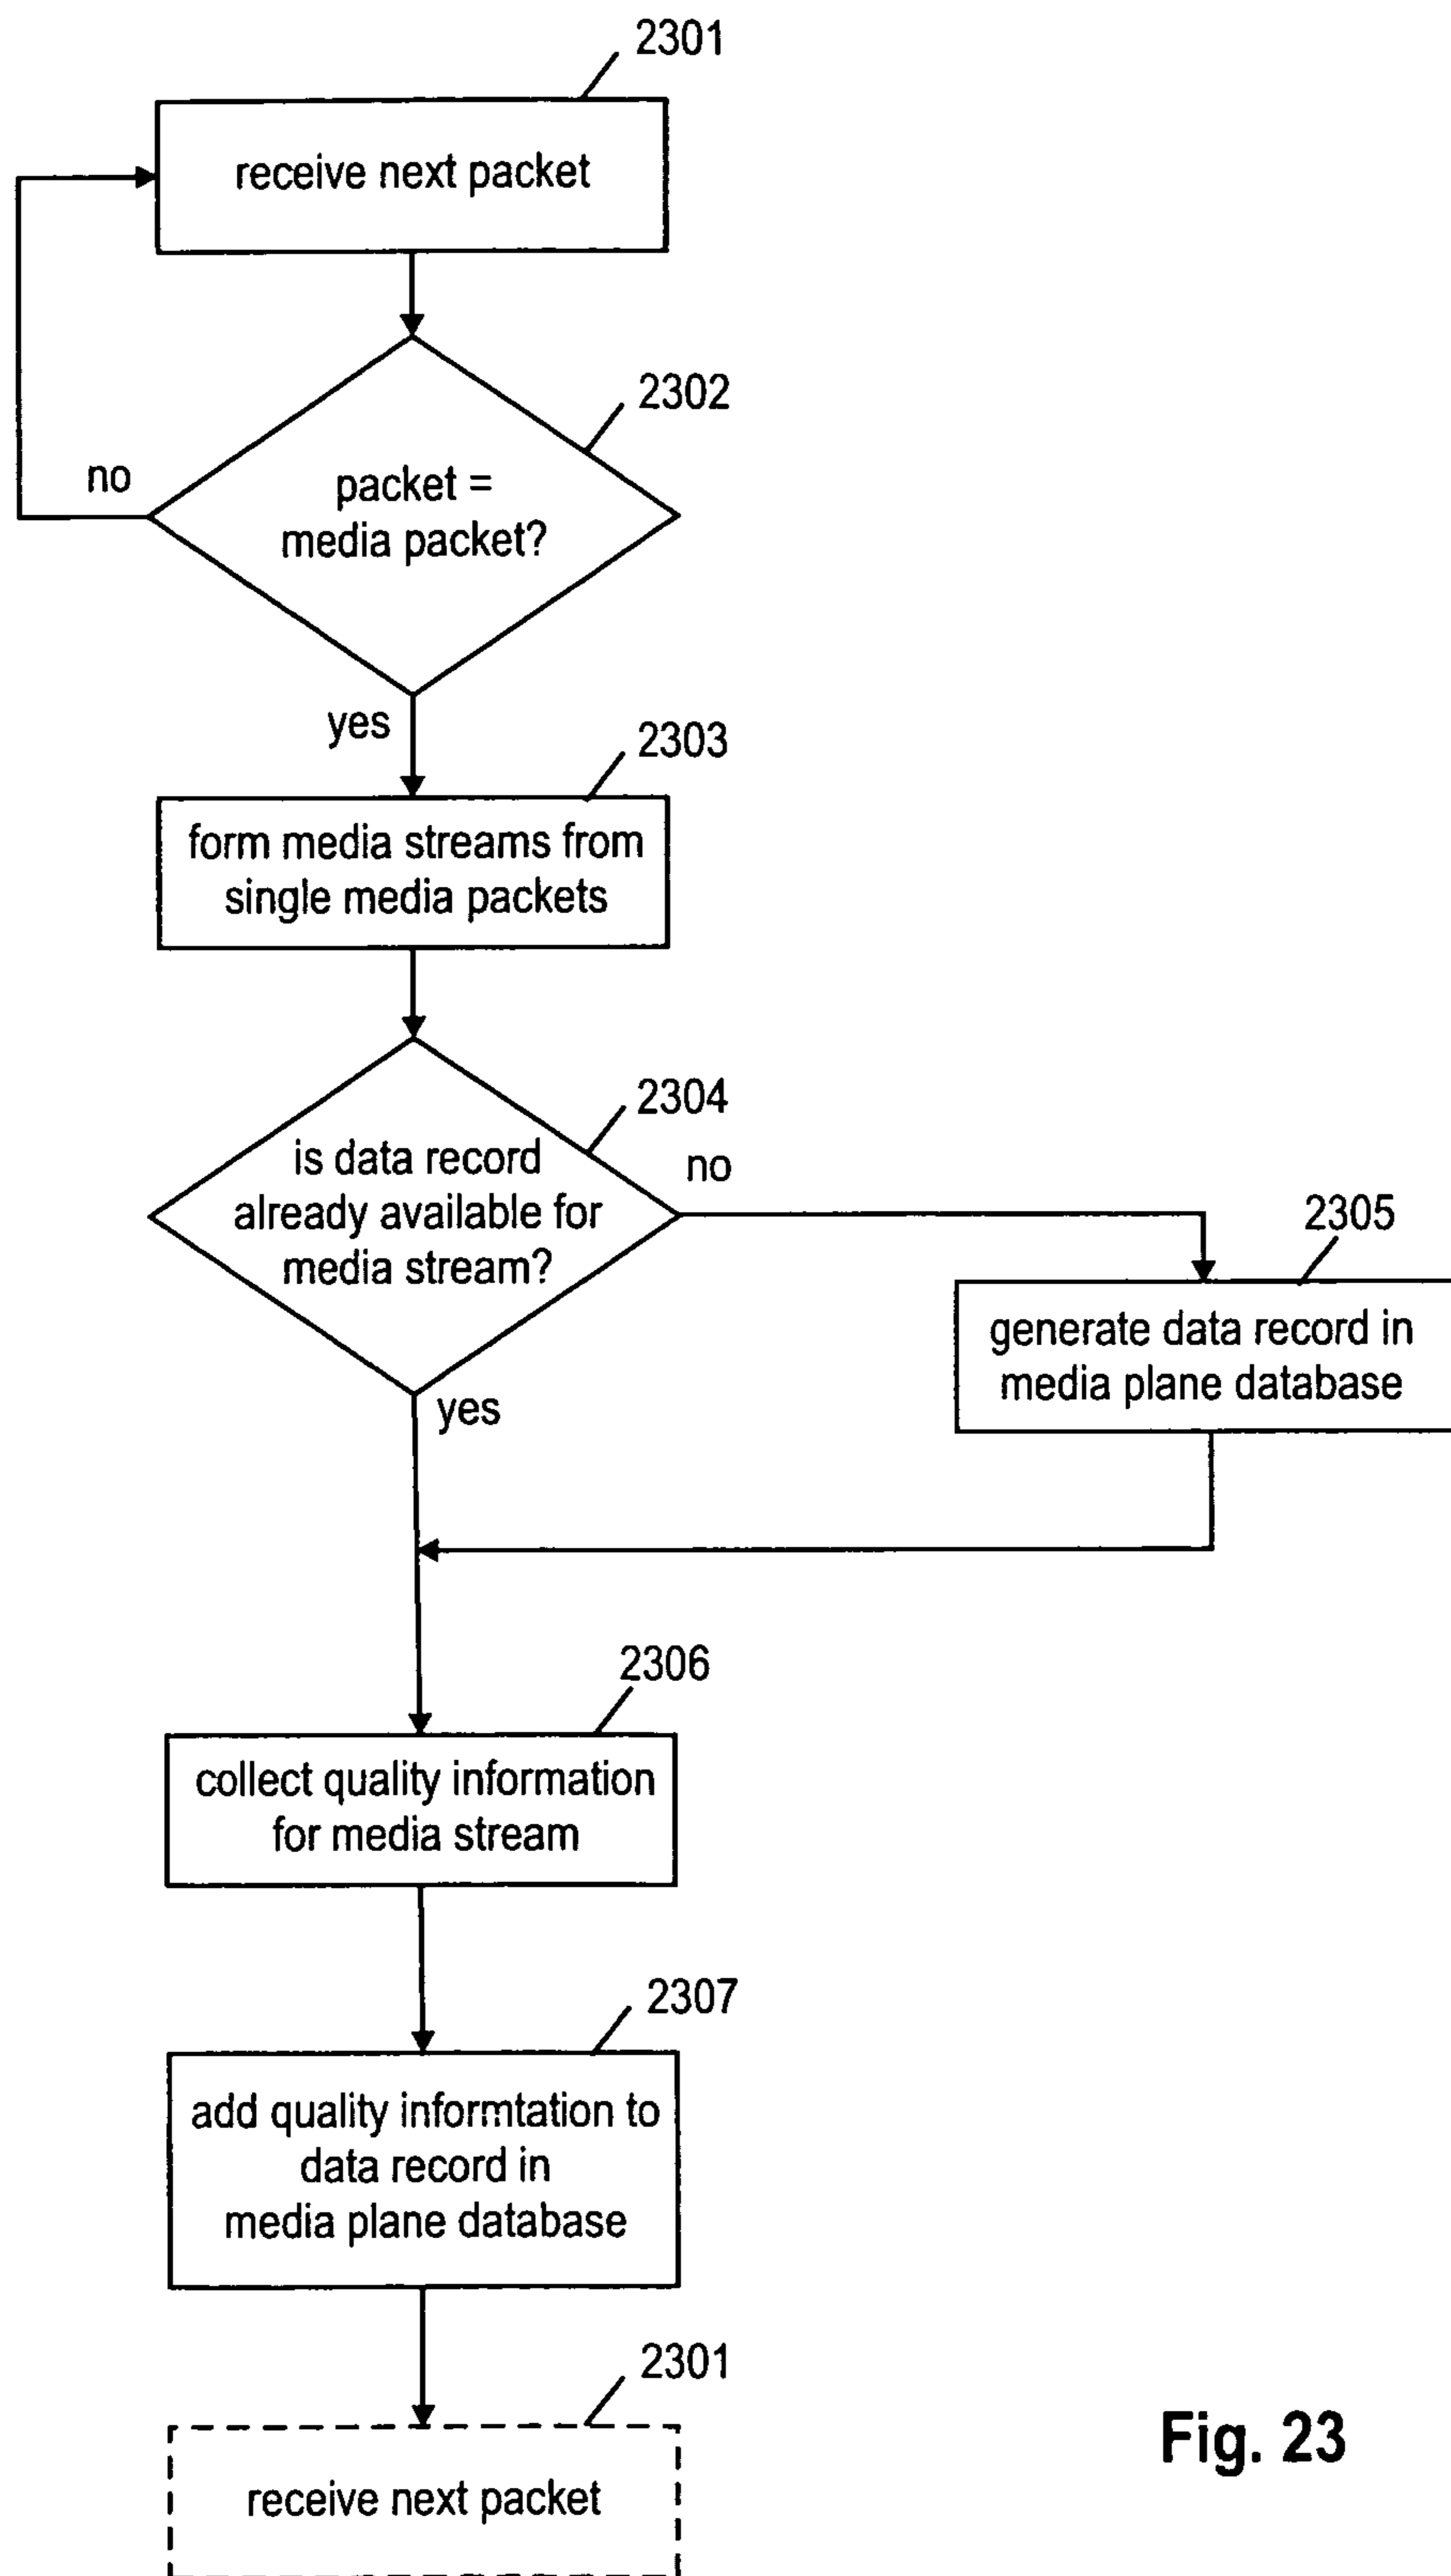 2301
receive next packet
2302
no
packet =
media packet?
yes
2303
form media streams from
single media packets
2304
is data record
already available for
media stream?
no
2305
generate data record in
media plane database
yes
2306
collect quality information
for media stream
2307
add quality informtation to
data record in
media plane database
2301
receive next packet
Fig. 23